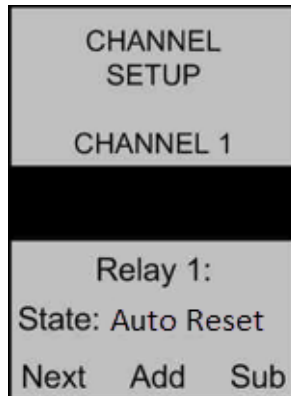 CHANNEL
SETUP
CHANNEL 1
Relay 1:
State: Auto Reset
Next Add Sub